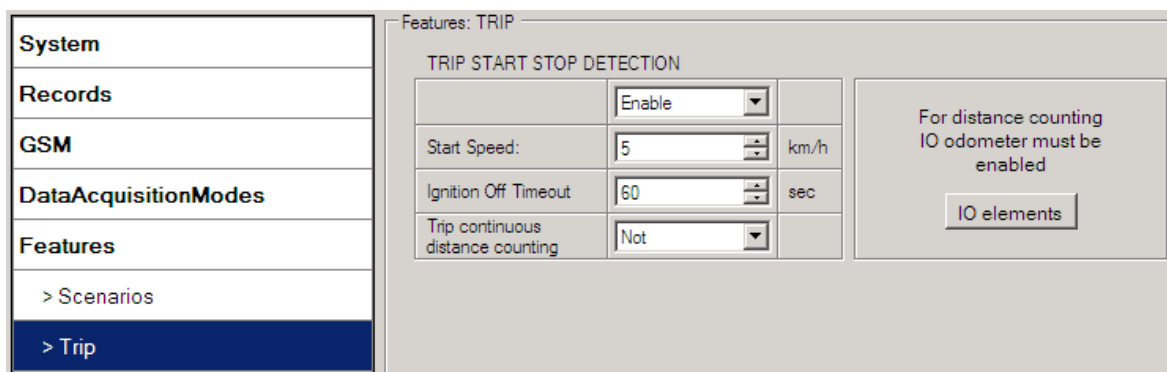 System
Records
GSM
DataAcquisitionModes
Features
> Scenarios
> Trip
Features: TRIP
TRIP START STOP DETECTION
Enable
Start Speed:
5
km/h
Ignition Off Timeout
60
sec
Trip continuous
distance counting
Not
For distance counting
IO odometer must be
enabled
IO elements